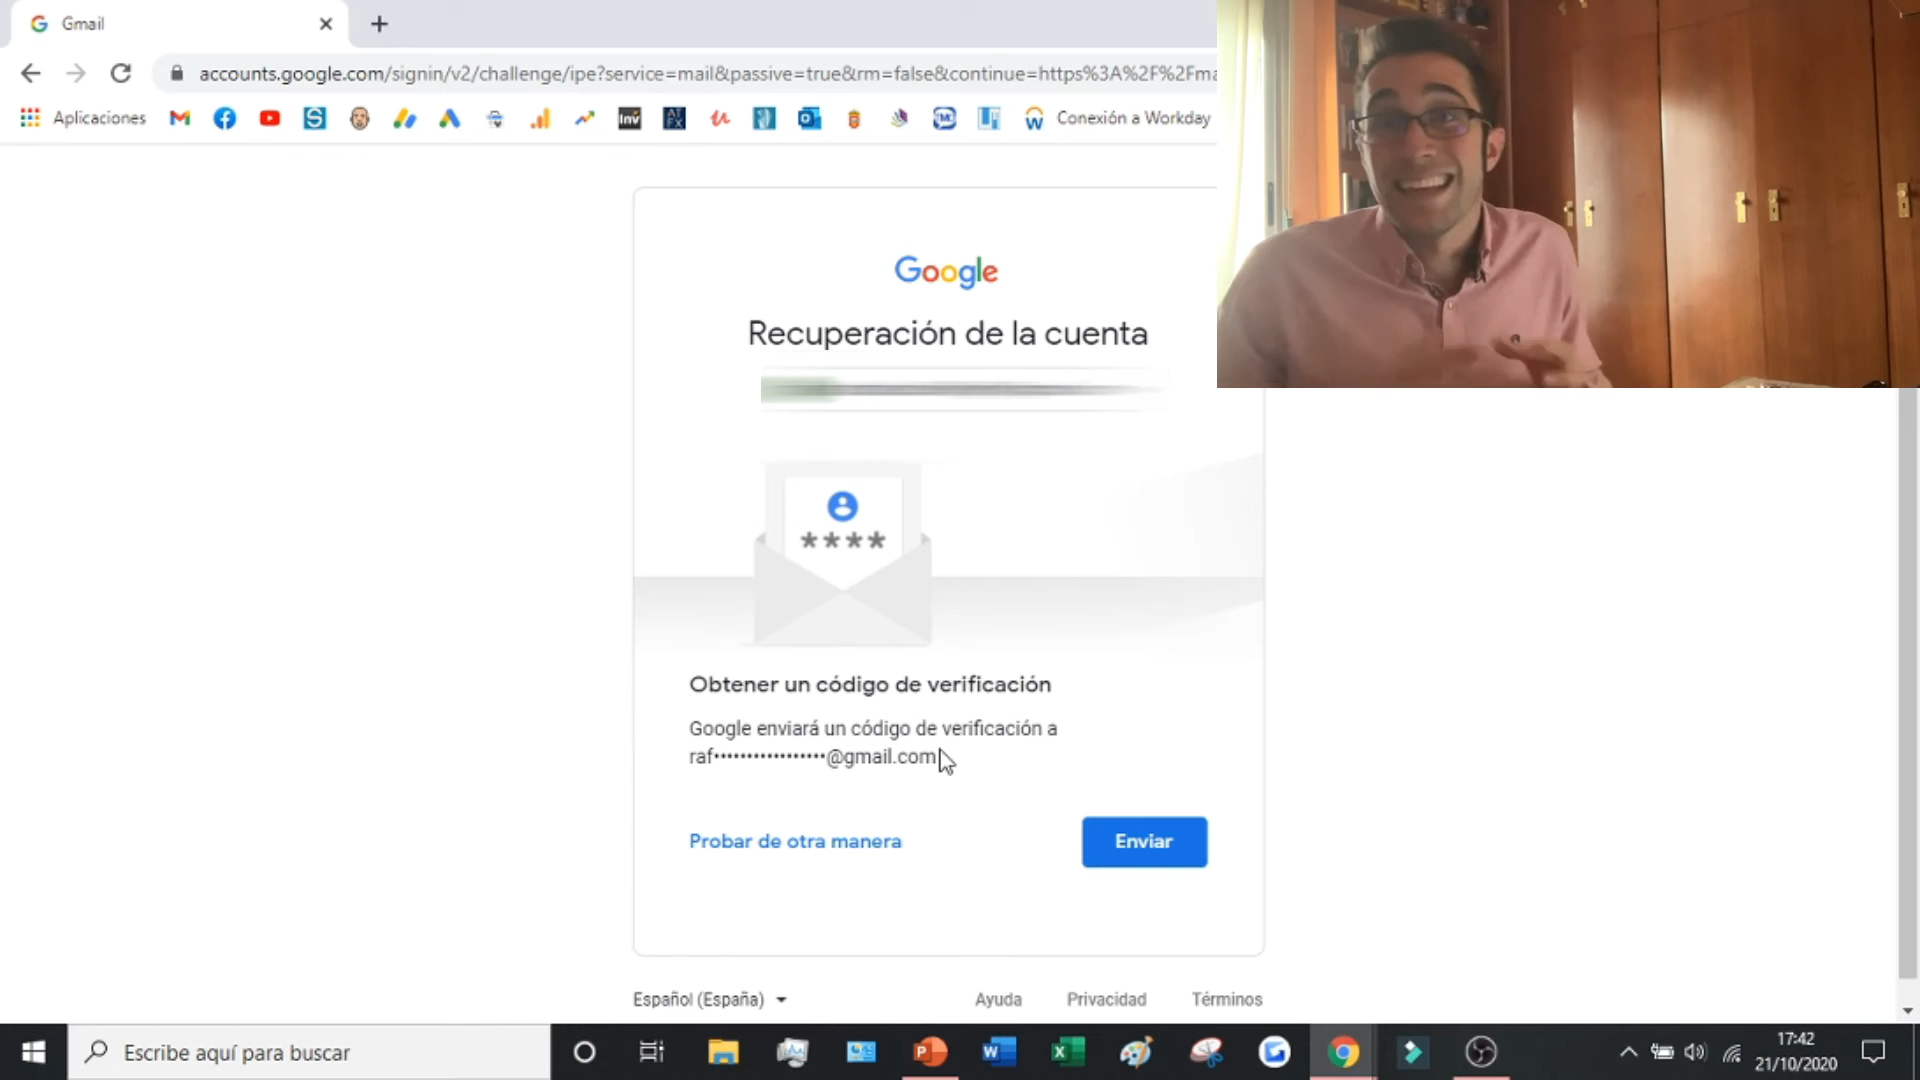 Gmail
accounts.google.com/signin/v2/challenge/ipe?service=mail&passive=true&rm=false&continue=https%3A%2F%2Fma
Aplicaciones
Inv
Conexión a Workday
Google
Recuperación de la cuenta
****
Obtener un código de verificación
Google enviará un código de verificación a
raf•••••••••••••••••@gmail.com
Probar de otra manera
Enviar
Español (España)
Ayuda
Privacidad
Términos
Escribe aquí para buscar
17:42
21/10/2020